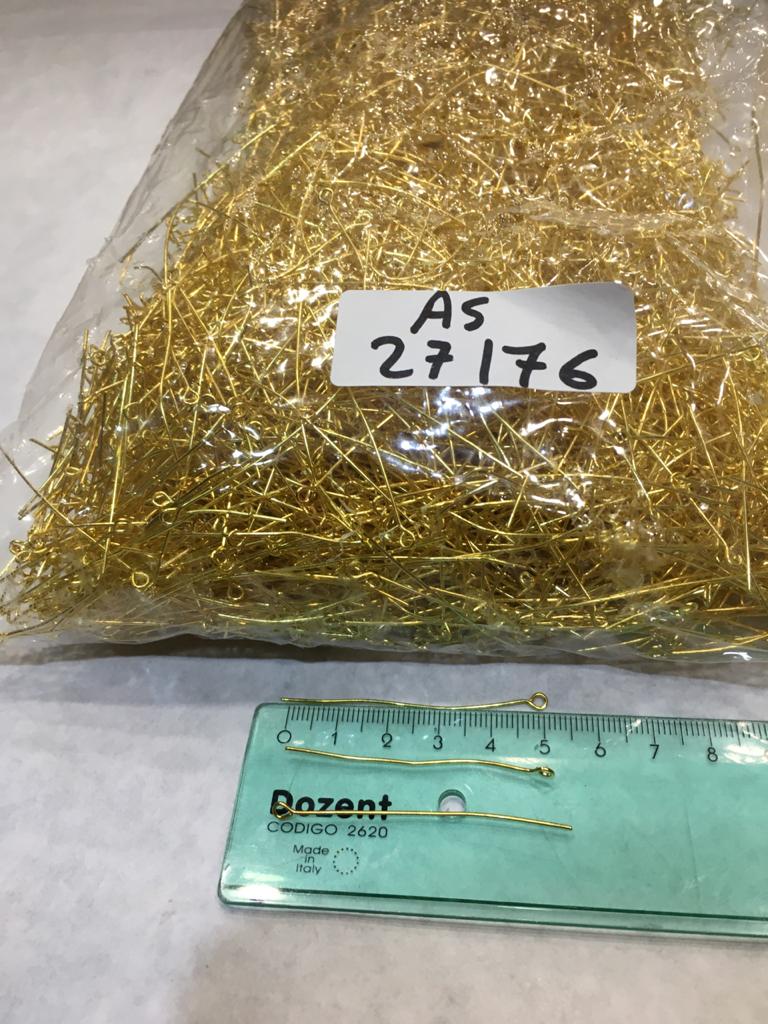 AS
27176
0 1 2 3 4 5 6 7 8
Dozent
CODIGO 2620
Made
in
Italy